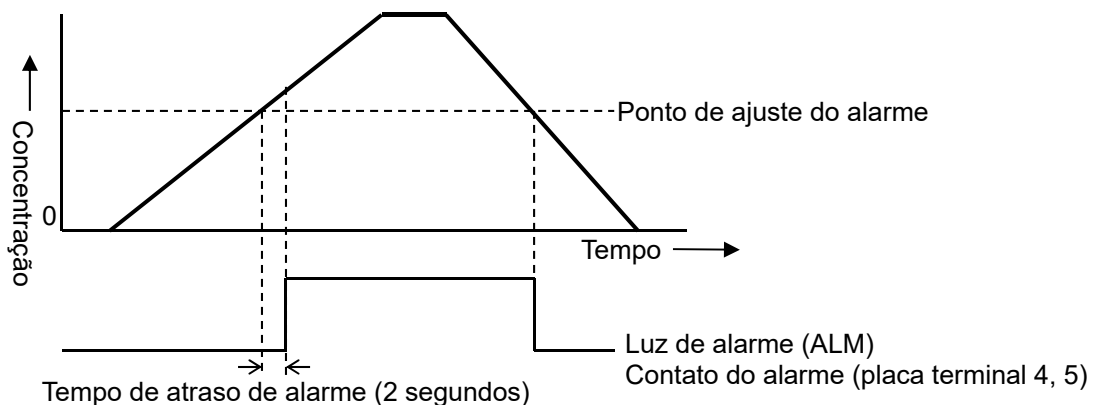 Ponto de ajuste do alarme
Concentração
0
Tempo
Luz de alarme (ALM)
Contato do alarme (placa terminal 4, 5)
Tempo de atraso de alarme (2 segundos)